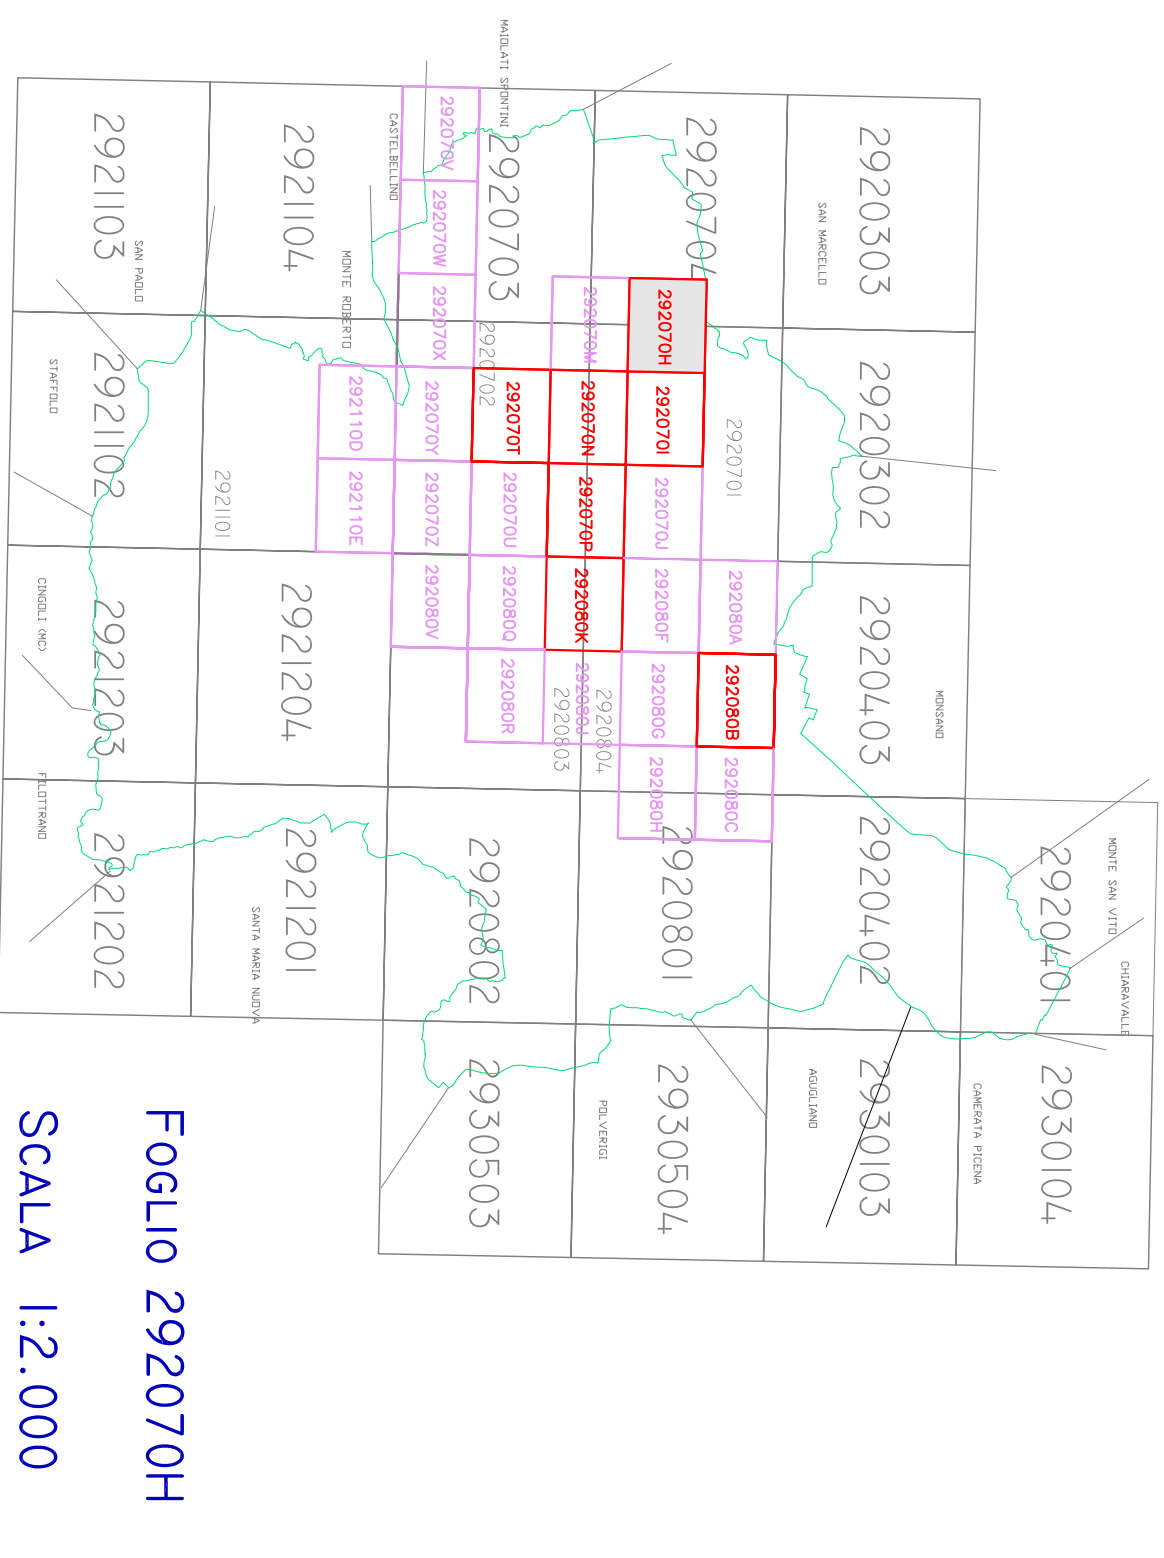 2920303
2920302
2920403
2920402
2920401
2930104
2930103
2920704
2920701
2920804
2920801
2930504
2920703
2920702
2920803
2920802
2930503
2921104
2921101
2921204
2921201
2921103
2921102
2921203
2921202
SAN MARCELLO
MONSANO
MONTE SAN VITO
CHIARAVALLE
CAMERATA PICENA
AGUGLIANO
POLVERIGI
MAIOLATI SPONTINI
CASTELBELLINO
MONTE ROBERTO
SAN PAOLO
STAFFOLO
CINGOLI (MC)
FILOTTRANO
SANTA MARIA NUOVA
292080A
292080B
292080C
292070H
292070I
292070J
292080F
292080G
292080H
292070M
292070N
292070P
292080K
292080J
292070T
292070U
292080Q
292080R
292070V
292070W
292070X
292070Y
292070Z
292080V
292110D
292110E
FOGLIO 292070H
SCALA 1:2.000